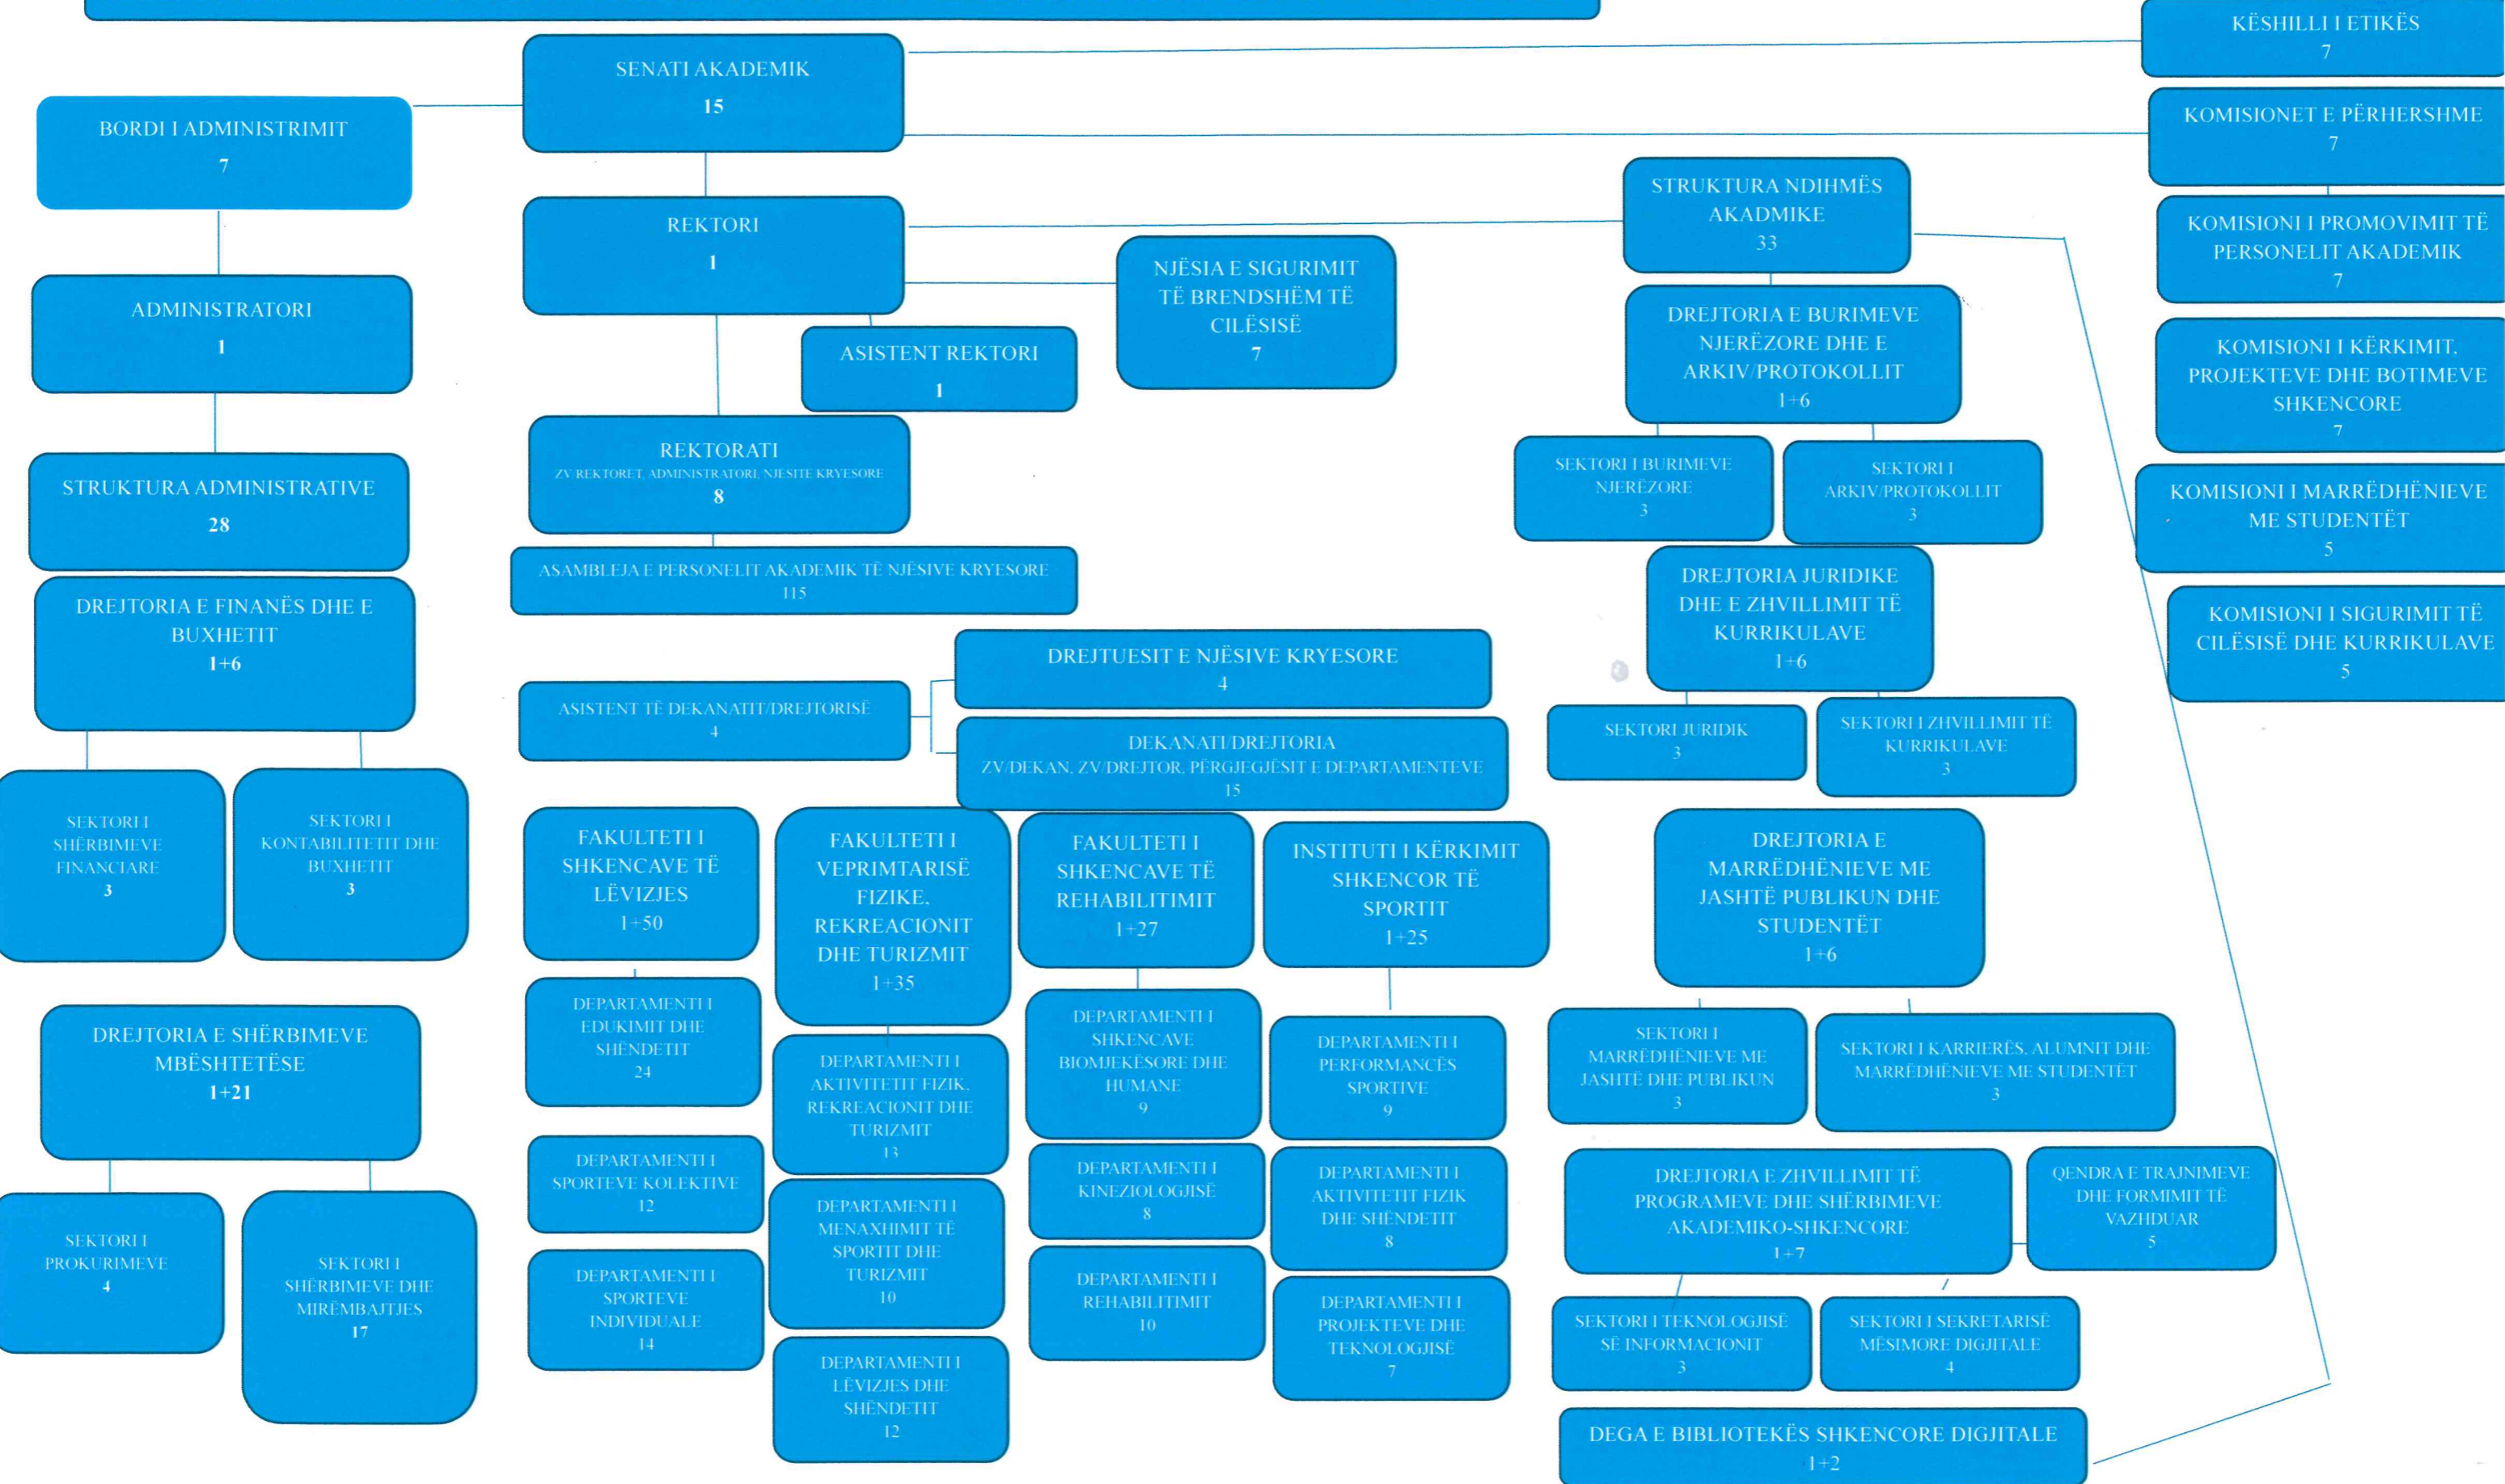 SENATI AKADEMIK
15
BORDI I ADMINISTRIMIT
7
ADMINISTRATORI
1
STRUKTURA ADMINISTRATIVE
28
DREJTORIA E FINANËS DHE E
BUXHETIT
1+6
SEKTORI I
SHËRBIMEVE
FINANCIARE
3
SEKTORI I
KONTABILITETIT DHE
BUXHETIT
3
DREJTORIA E SHËRBIMEVE
MBËSHTETËSE
1+21
SEKTORI I
PROKURIMEVE
4
SEKTORI I
SHËRBIMEVE DHE
MIRËMBAJTJES
17
REKTORI
1
ASISTENT REKTORI
1
NJËSIA E SIGURIMIT
TË BRENDSHËM TË
CILËSISË
7
REKTORATI
ZV/REKTORET, ADMINISTRATORI, NJESITË KRYESORE
8
ASAMBLEJA E PERSONELIT AKADEMIK TË NJËSIVE KRYESORE
115
DREJTUESIT E NJËSIVE KRYESORE
4
ASISTENT TË DEKANATIT/DREJTORISË
4
DEKANATI/DREJTORIA
ZV/DEKAN, ZV/DREJTOR, PËRGJEGJËSIT E DEPARTAMENTEVE
15
FAKULTETI I
SHKENCAVE TË
LËVIZJES
1+50
DEPARTAMENTI I
EDUKIMIT DHE
SHËNDETIT
24
DEPARTAMENTI I
SPORTEVE KOLEKTIVE
12
DEPARTAMENTI I
SPORTEVE
INDIVIDUALE
14
FAKULTETI I
VEPRIMTARISË
FIZIKE,
REKREACIONIT
DHE TURIZMIT
1+35
DEPARTAMENTI I
AKTIVITETIT FIZIK,
REKREACIONIT DHE
TURIZMIT
13
DEPARTAMENTI I
MENAXHIMIT TË
SPORTIT DHE
TURIZMIT
10
DEPARTAMENTI I
LËVIZJES DHE
SHËNDETIT
12
FAKULTETI I
SHKENCAVE TË
REHABILITIMIT
1+27
DEPARTAMENTI I
SHKENCAVE
BIOMJEKËSORE DHE
HUMANE
9
DEPARTAMENTI I
KINEZIOLOGJISË
8
DEPARTAMENTI I
REHABILITIMIT
10
INSTITUTI I KËRKIMIT
SHKENCOR TË
SPORTIT
1+25
DEPARTAMENTI I
PERFORMANCËS
SPORTIVE
9
DEPARTAMENTI I
AKTIVITETIT FIZIK
DHE SHËNDETIT
8
DEPARTAMENTI I
PROJEKTEVE DHE
TEKNOLOGJISË
7
STRUKTURA NDIHMËS
AKADMIKE
33
DREJTORIA E BURIMEVE
NJERËZORE DHE E
ARKIV/PROTOKOLLIT
1+6
SEKTORI I BURIMEVE
NJERËZORE
3
SEKTORI I
ARKIV/PROTOKOLLIT
3
DREJTORIA JURIDIKE
DHE E ZHVILLIMIT TË
KURRIKULAVE
1+6
SEKTORI JURIDIK
3
SEKTORI I ZHVILLIMIT TË
KURRIKULAVE
3
DREJTORIA E
MARRËDHËNIEVE ME
JASHTË PUBLIKUN DHE
STUDENTËT
1+6
SEKTORI I
MARRËDHËNIEVE ME
JASHTË DHE PUBLIKUN
3
SEKTORI I KARRIERËS, ALUMNIT DHE
MARRËDHËNIEVE ME STUDENTËT
3
DREJTORIA E ZHVILLIMIT TË
PROGRAMEVE DHE SHËRBIMEVE
AKADEMIKO-SHKENCORE
1+7
QENDRA E TRAJNIMEVE
DHE FORMIMIT TË
VAZHDUAR
5
SEKTORI I TEKNOLOGJISË
SË INFORMACIONIT
3
SEKTORI I SEKRETARISË
MËSIMORE DIGJITALE
4
DEGA E BIBLIOTEKËS SHKENCORE DIGJITALE
1+2
KËSHILLI I ETIKËS
7
KOMISIONET E PËRHERSHME
7
KOMISIONI I PROMOVIMIT TË
PERSONELIT AKADEMIK
7
KOMISIONI I KËRKIMIT,
PROJEKTEVE DHE BOTIMEVE
SHKENCORE
7
KOMISIONI I MARRËDHËNIEVE
ME STUDENTËT
5
KOMISIONI I SIGURIMIT TË
CILËSISË DHE KURRIKULAVE
5